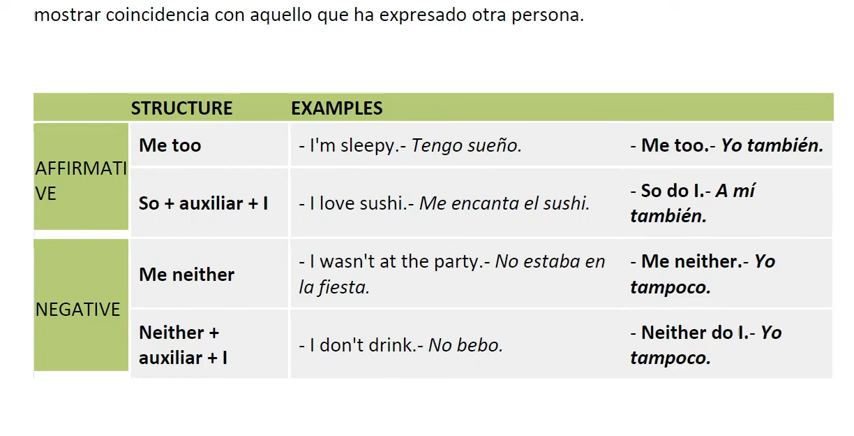 mostrar coincidencia con aquello que ha expresado otra persona.
STRUCTURE EXAMPLES
AFFIRMATI
VE
Me too
- I'm sleepy.- Tengo sueño.
- Me too.- Yo también.
So + auxiliar + I
- I love sushi.- Me encanta el sushi.
- So do I.- A mí
también.
NEGATIVE
Me neither
- I wasn't at the party.- No estaba en
la fiesta.
- Me neither.- Yo
tampoco.
Neither +
auxiliar + I
- I don't drink.- No bebo.
- Neither do I.- Yo
tampoco.